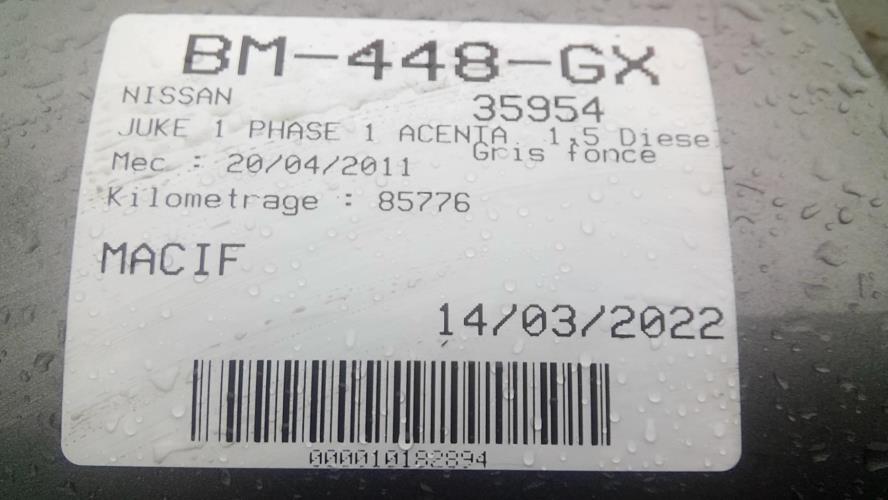 BM-448-GX
NISSAN 35954
JUKE 1 PHASE 1 ACENTA 1,5 Diese
Mec : 20/04/2011 Gris fonce
Kilometrage : 85776
MACIF
14/03/2022
000010182894